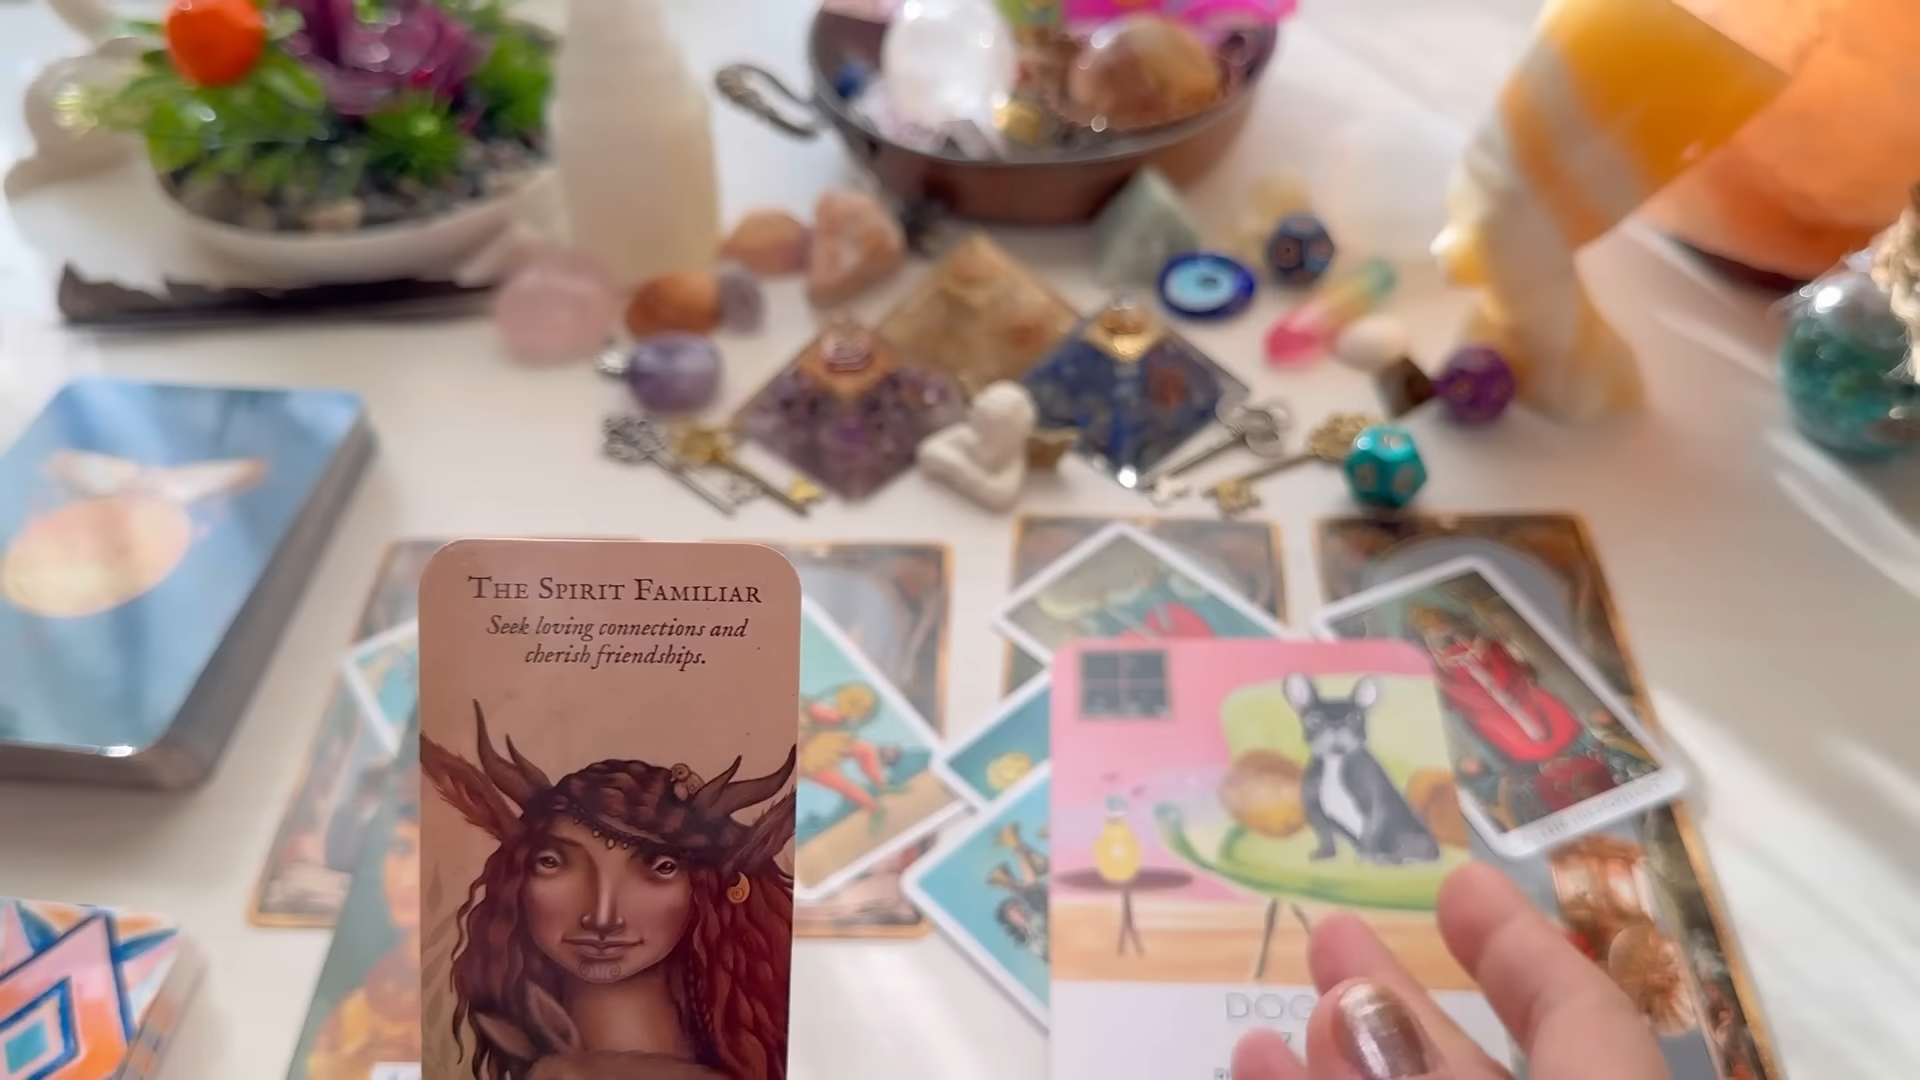 THE SPIRIT FAMILIAR
Seek loving connections and
cherish friendships.
DOG